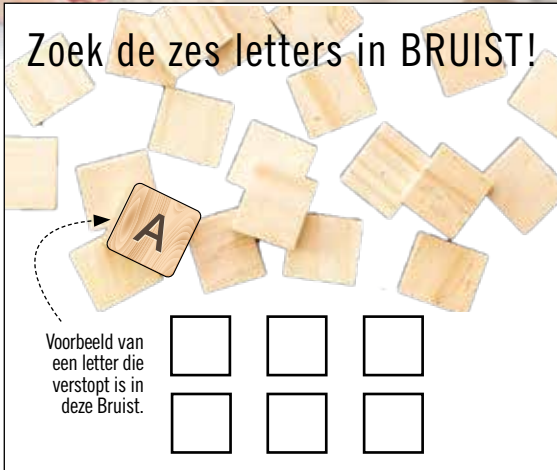 Zoek de zes letters in BRUIST!
A
Voorbeeld van
een letter die
verstopt is in
deze Bruist.